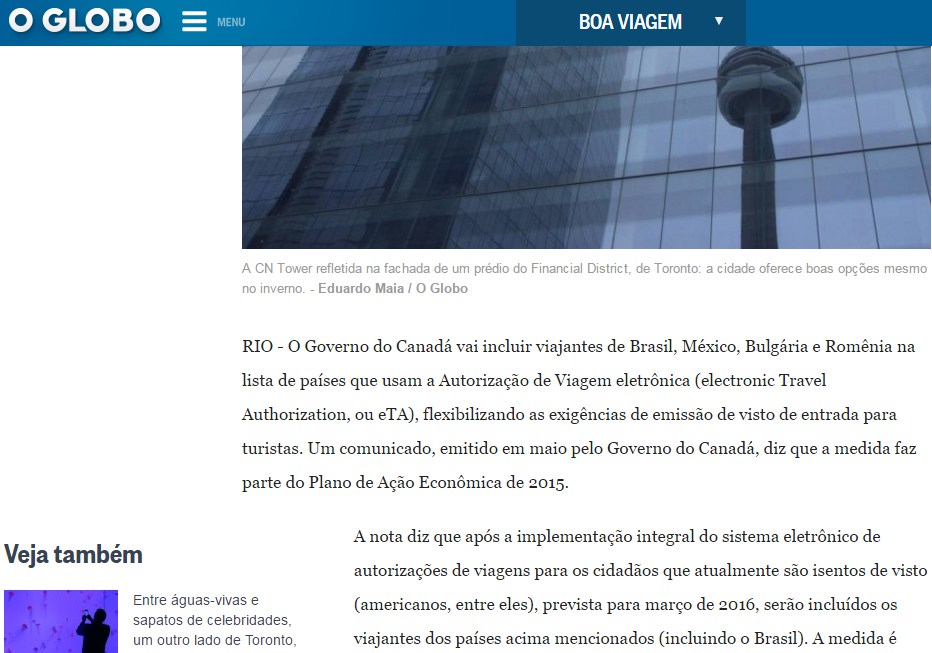 O GLOBO
MENU
BOA VIAGEM
A CN Tower refletida na fachada de um prédio do Financial District, de Toronto: a cidade oferece boas opções mesmo
no inverno. - Eduardo Maia / O Globo
RIO - O Governo do Canadá vai incluir viajantes de Brasil, México, Bulgária e Romênia na
lista de países que usam a Autorização de Viagem eletrônica (electronic Travel
Authorization, ou eTA), flexibilizando as exigências de emissão de visto de entrada para
turistas. Um comunicado, emitido em maio pelo Governo do Canadá, diz que a medida faz
parte do Plano de Ação Econômica de 2015.
A nota diz que após a implementação integral do sistema eletrônico de
autorizações de viagens para os cidadãos que atualmente são isentos de visto
(americanos, entre eles), prevista para março de 2016, serão incluídos os
viajantes dos países acima mencionados (incluindo o Brasil). A medida é
Veja também
Entre águas-vivas e
sapatos de celebridades,
um outro lado de Toronto,